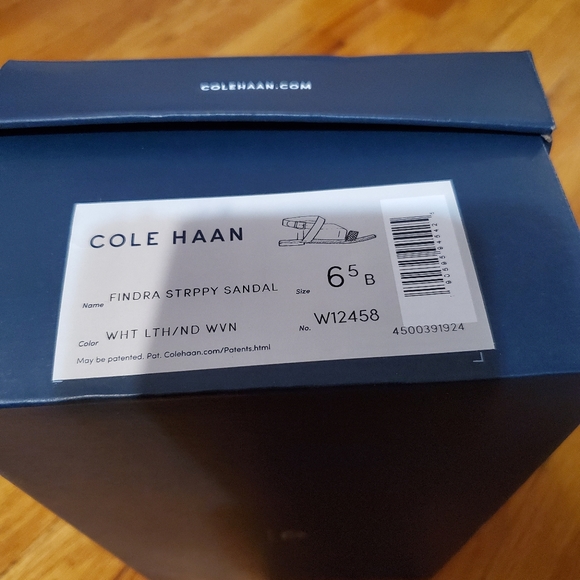 COLEHAAN.COM
COLE HAAN
Name FINDRA STRPPY SANDAL
Size 6⁵ B
Color WHT LTH/ND WVN
No. W12458
4500391924
May be patented. Pat. Colehaan.com/Patents.html